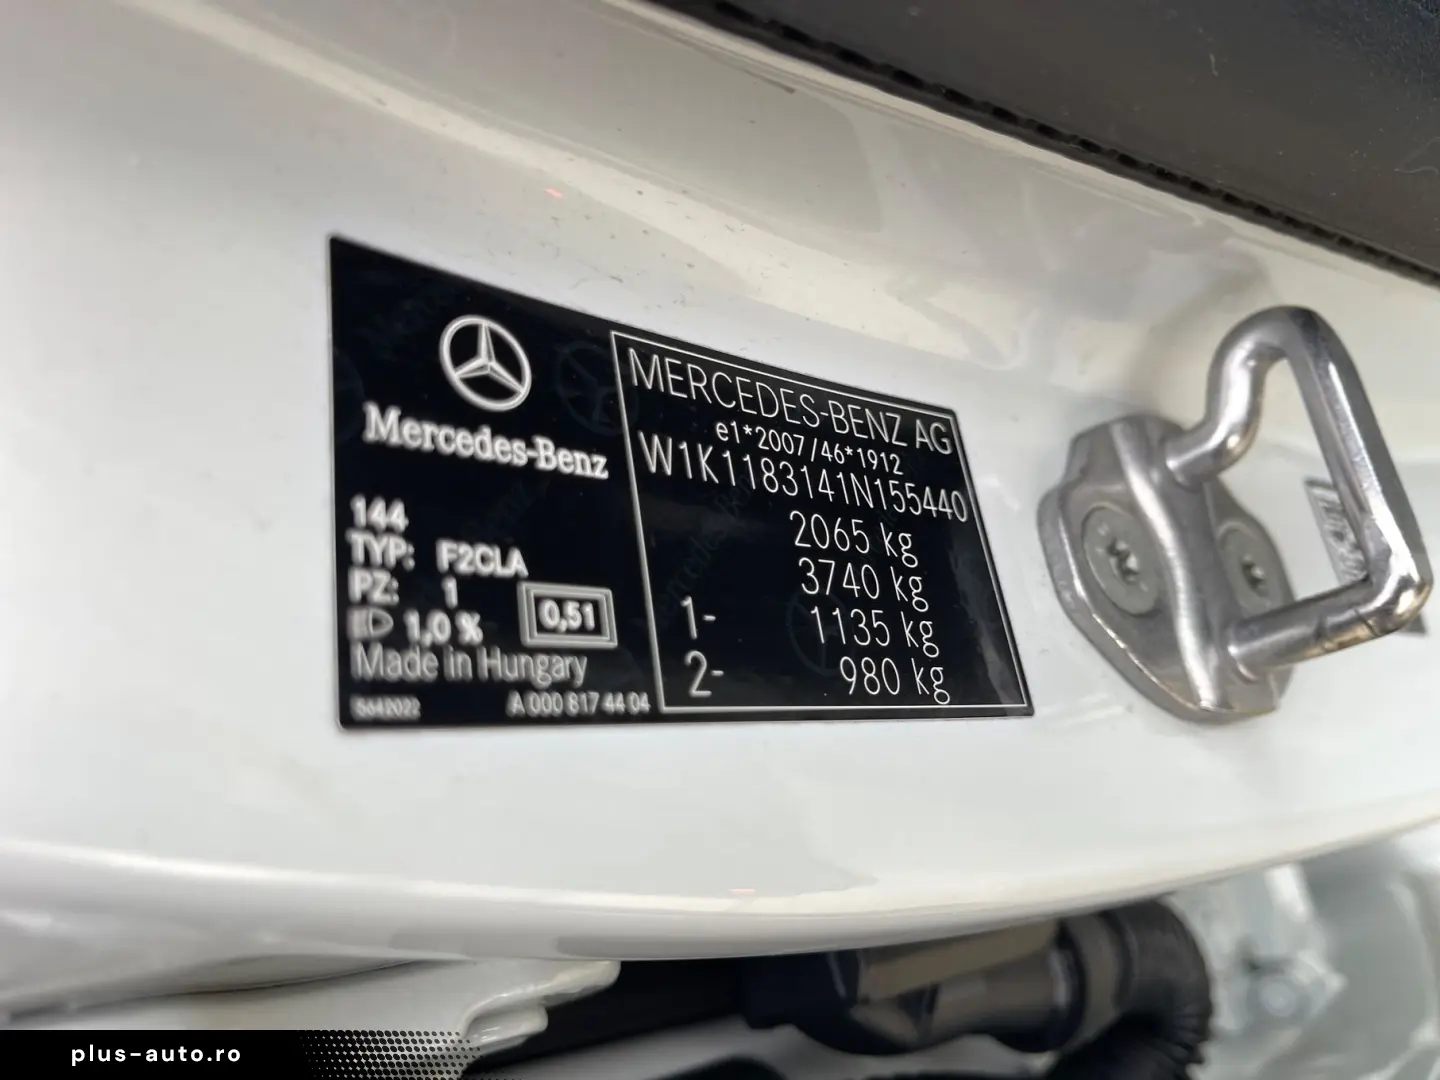 Mercedes-Benz
144
TYP: F2CLA
PZ: 1
1,0 %
0,51
Made in Hungary
A 000 817 44 04
MERCEDES-BENZ AG
e1*2007/46*1912
W1K1183141N155440
2065 kg
3740 kg
1- 1135 kg
2- 980 kg
plus-auto.ro